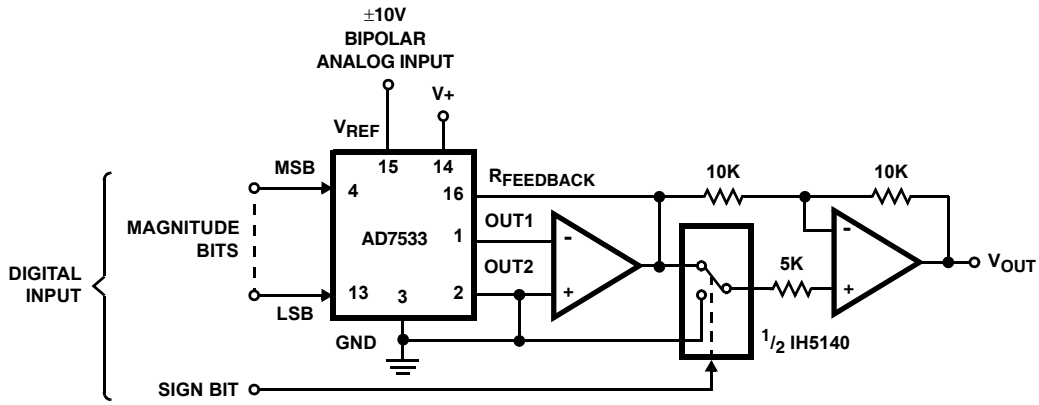 ±10V
BIPOLAR
ANALOG INPUT
V+
VREF
MSB
15
14
4
16
RFEEDBACK
10K
10K
MAGNITUDE
BITS
AD7533
1
OUT1
-
-
DIGITAL
INPUT
OUT2
5K
VOUT
13
3
2
+
+
LSB
GND
1/2 IH5140
SIGN BIT